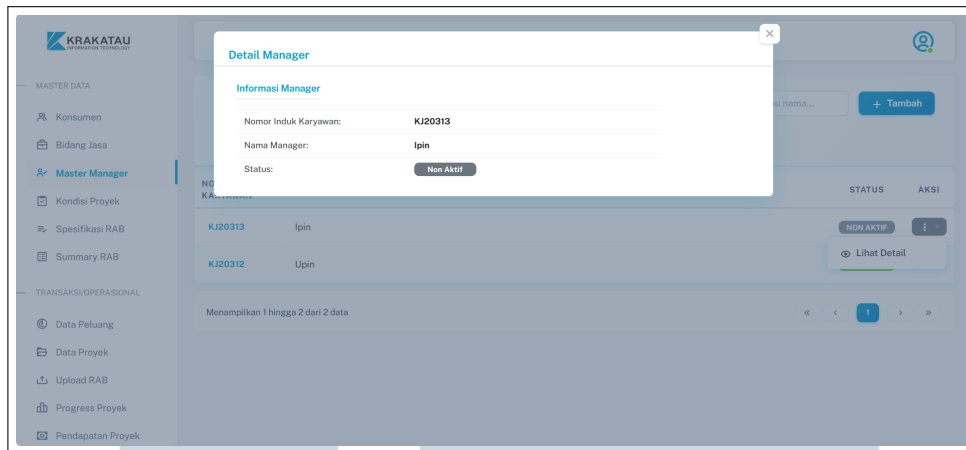 KRAKATAU
INFORMATION TECHNOLOGY
MASTER DATA
Konsumen
Bidang Jasa
Master Manager
Kondisi Proyek
Spesifikasi RAB
Summary RAB
TRANSAKSI/OPERASIONAL
Data Peluang
Data Proyek
Upload RAB
Progress Proyek
Pendapatan Proyek
Detail Manager
Informasi Manager
Nomor Induk Karyawan: KJ20313
Nama Manager: Ipin
Status: Non Aktif
nama...
+ Tambah
STATUS AKSI
KJ20313 Ipin NON AKTIF
Lihat Detail
KJ20312 Upin
Menampilkan 1 hingga 2 dari 2 data
« < 1 > »